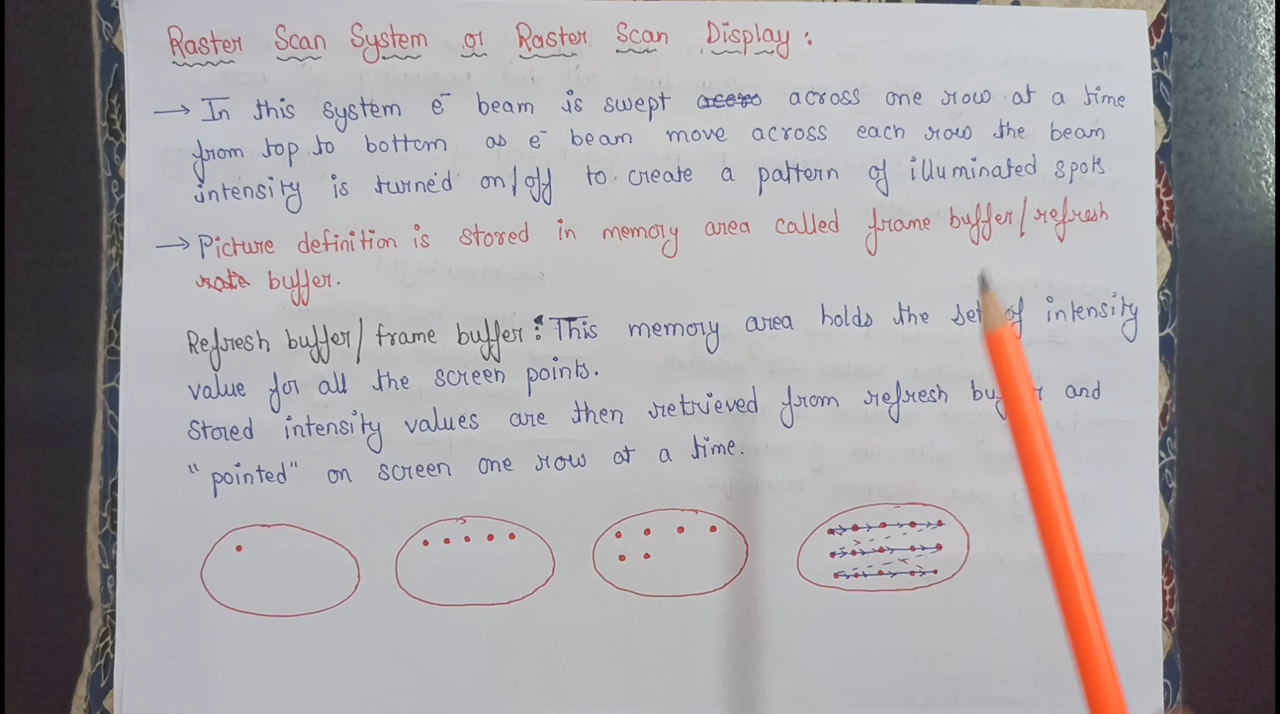 Raster Scan System or Raster Scan Display :
→ In this system e⁻ beam is swept across one row at a time
from top to bottom as e⁻ beam move across each row the beam
intensity is turned on/off to create a pattern of illuminated spots.
→ Picture definition is stored in memory area called frame buffer/refresh
buffer.
Refresh buffer/frame buffer : This memory area holds the set of intensity
value for all the screen points.
Stored intensity values are then retrieved from refresh buffer and
"pointed" on screen one row at a time.